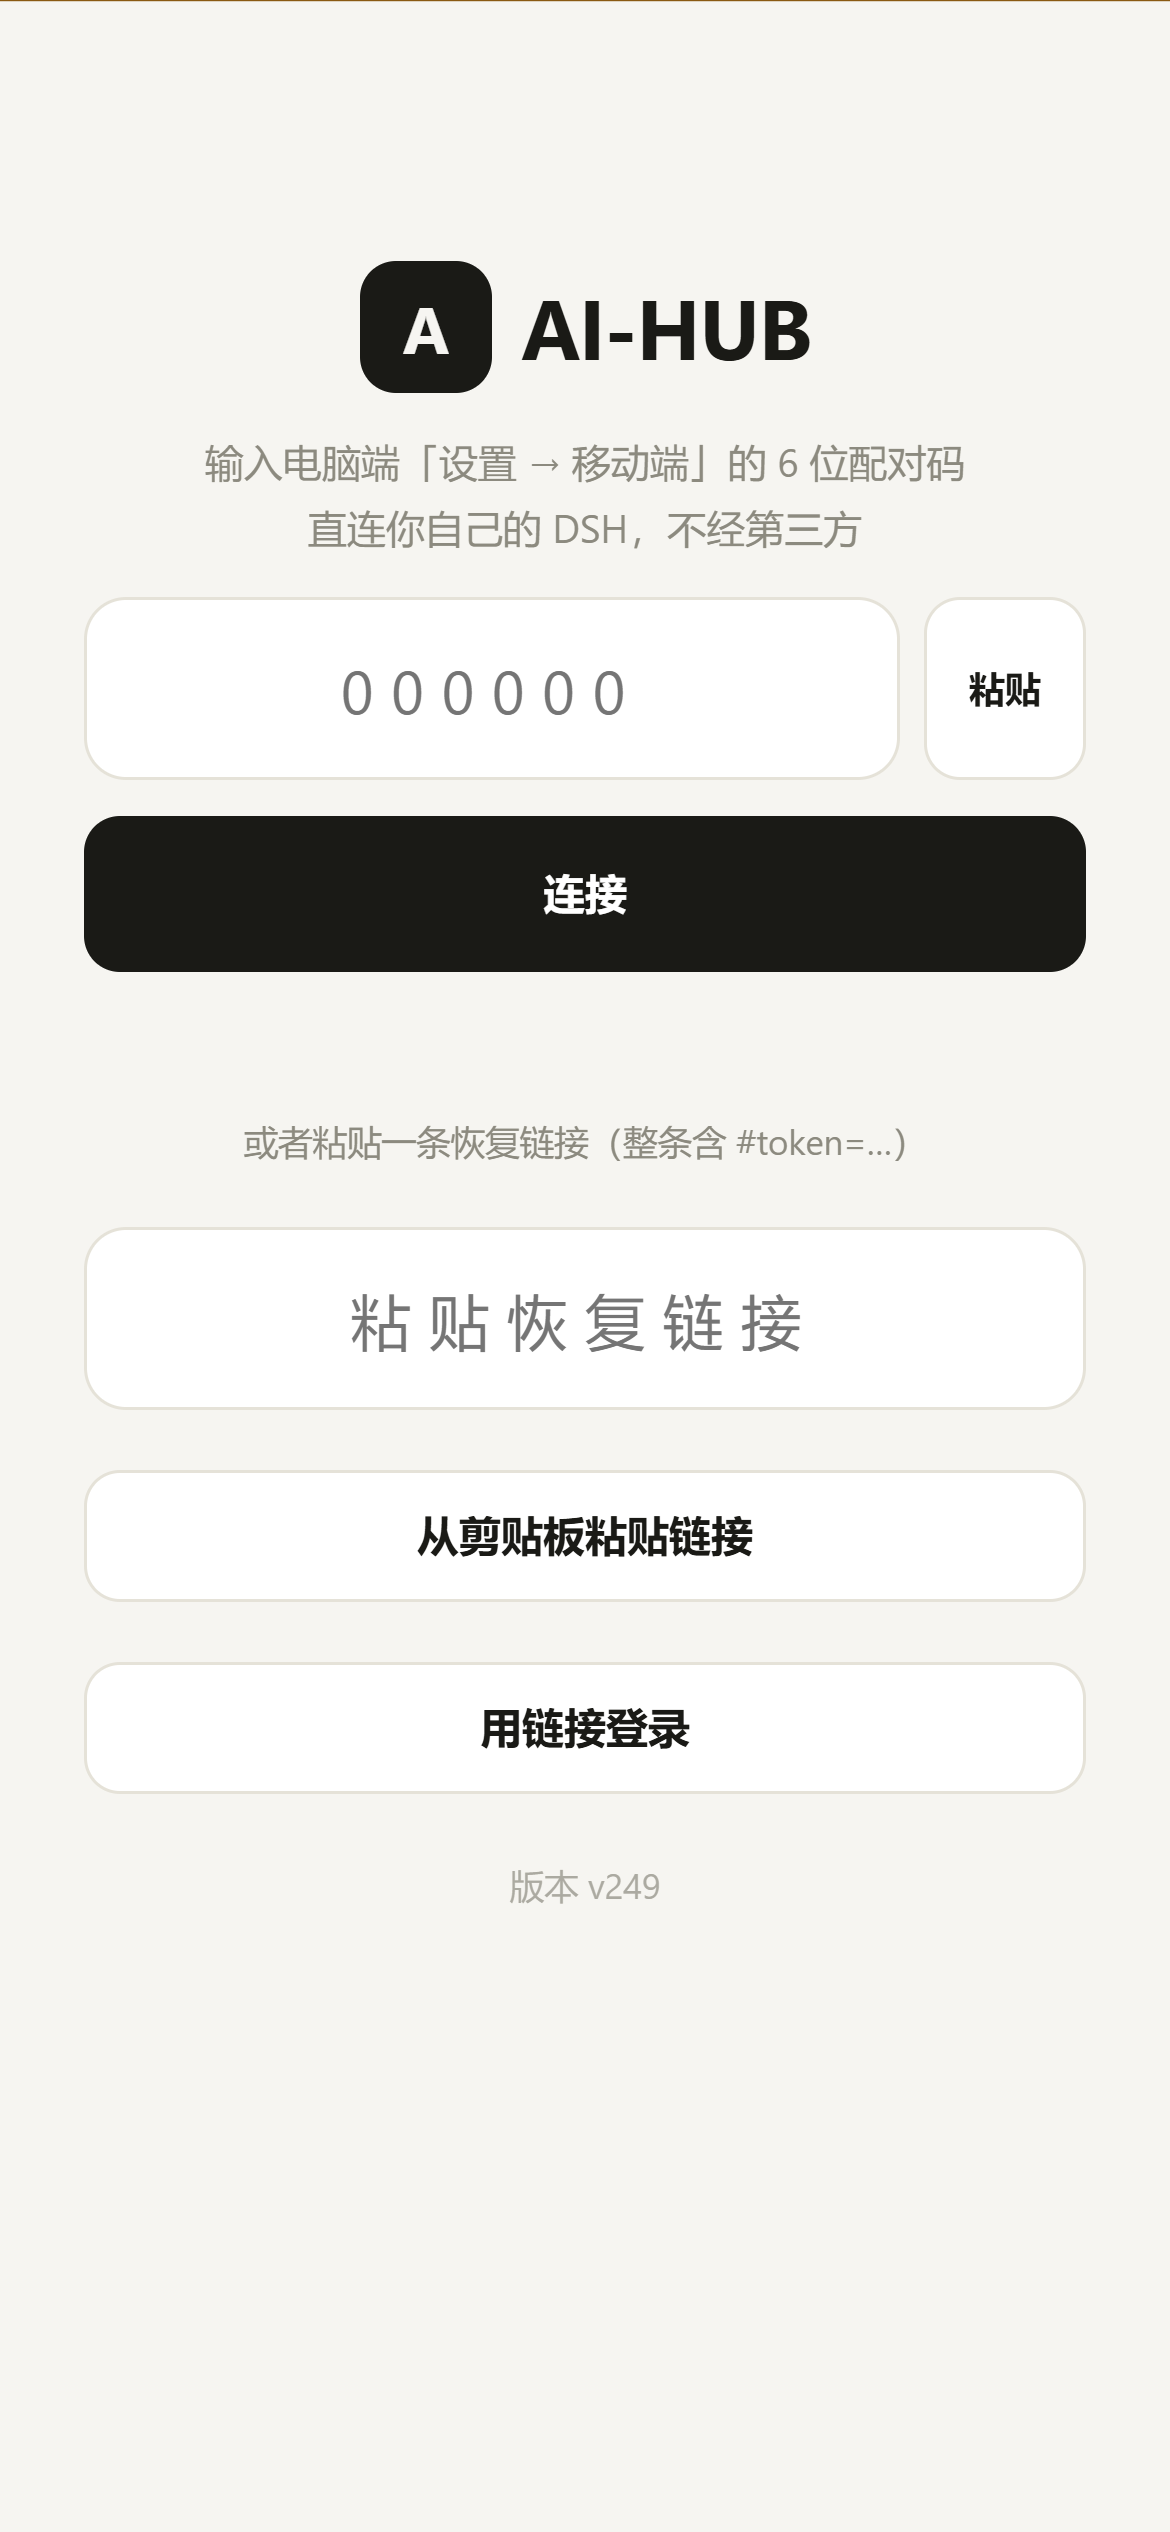 A AI-HUB
输入电脑端「设置 → 移动端」的 6 位配对码
直连你自己的 DSH，不经第三方
000000 粘贴
连接
或者粘贴一条恢复链接（整条含 #token=...）
粘贴恢复链接
从剪贴板粘贴链接
用链接登录
版本 v249